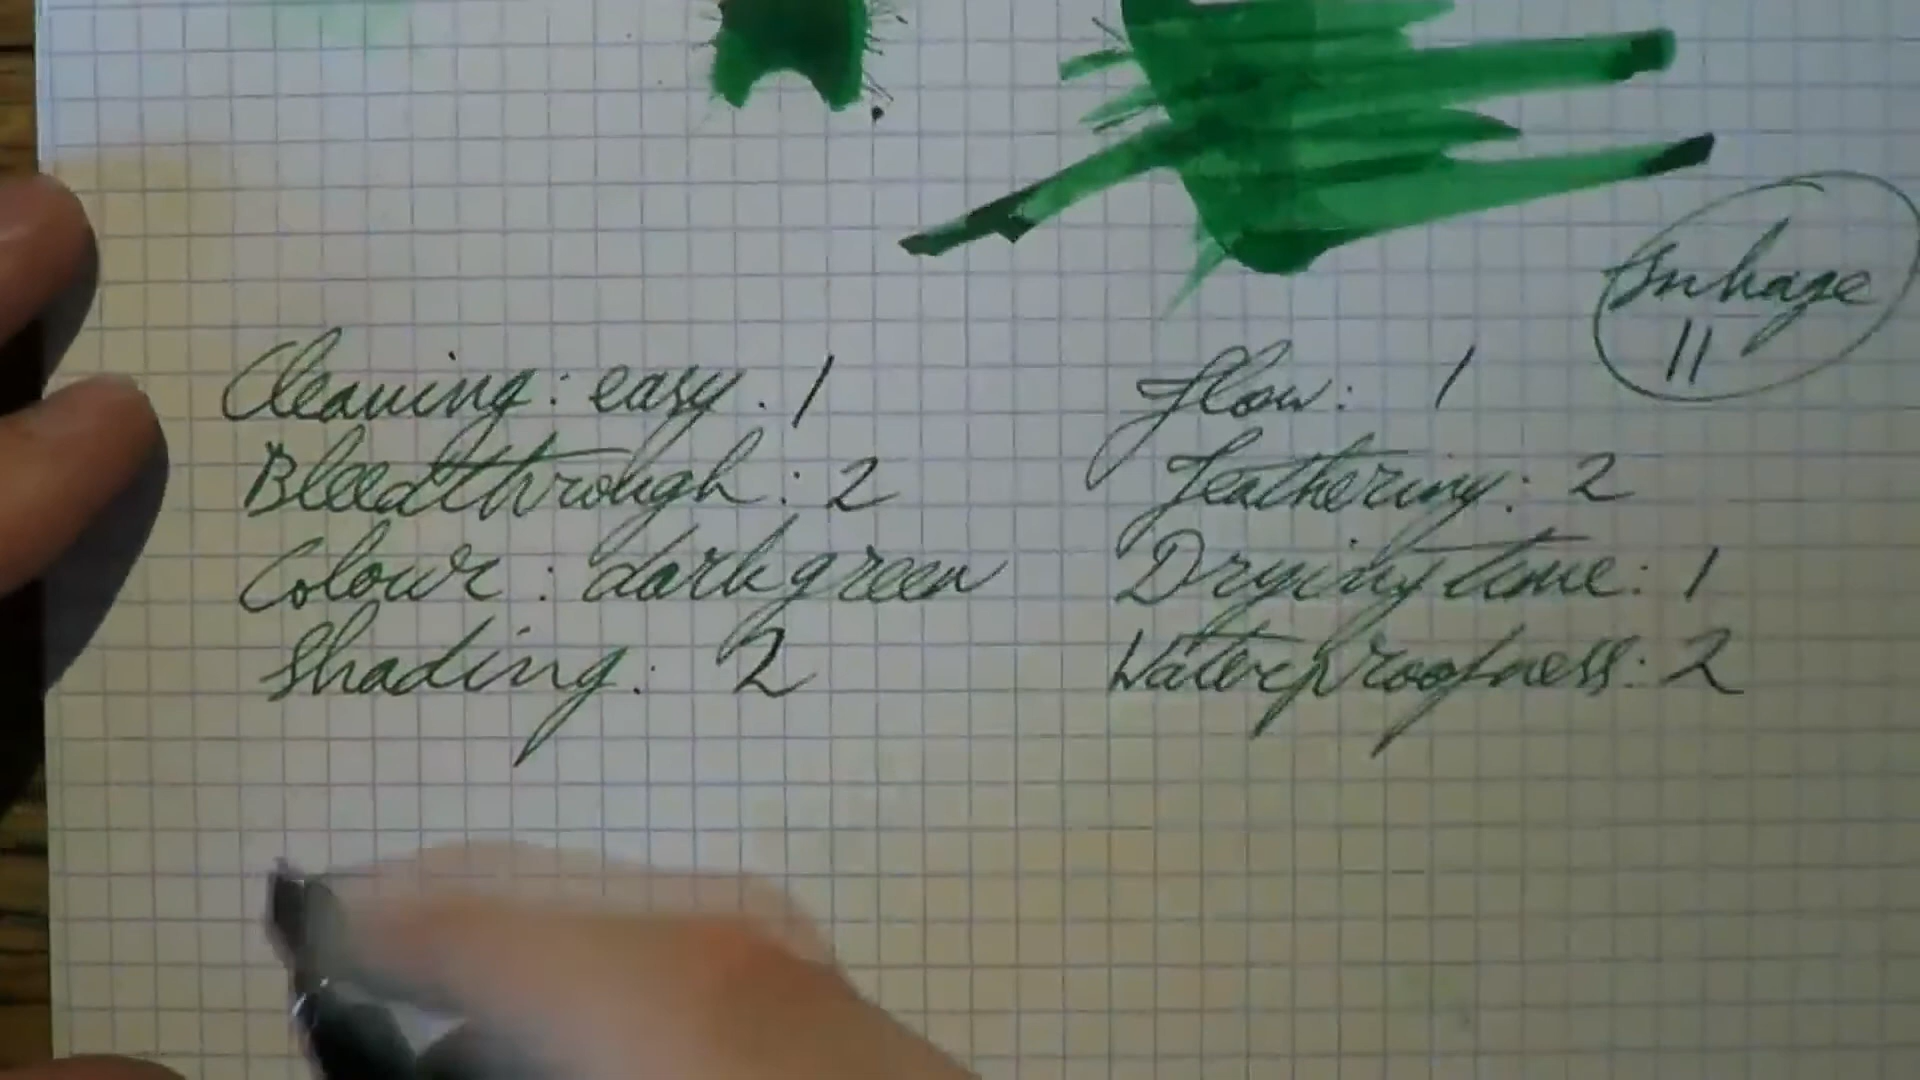 Inkage
11
Cleaning: easy. 1
Bleedthrough: 2
Colour: dark green
Shading: 2
Flow: 1
Feathering: 2
Drying time: 1
Waterproofness: 2